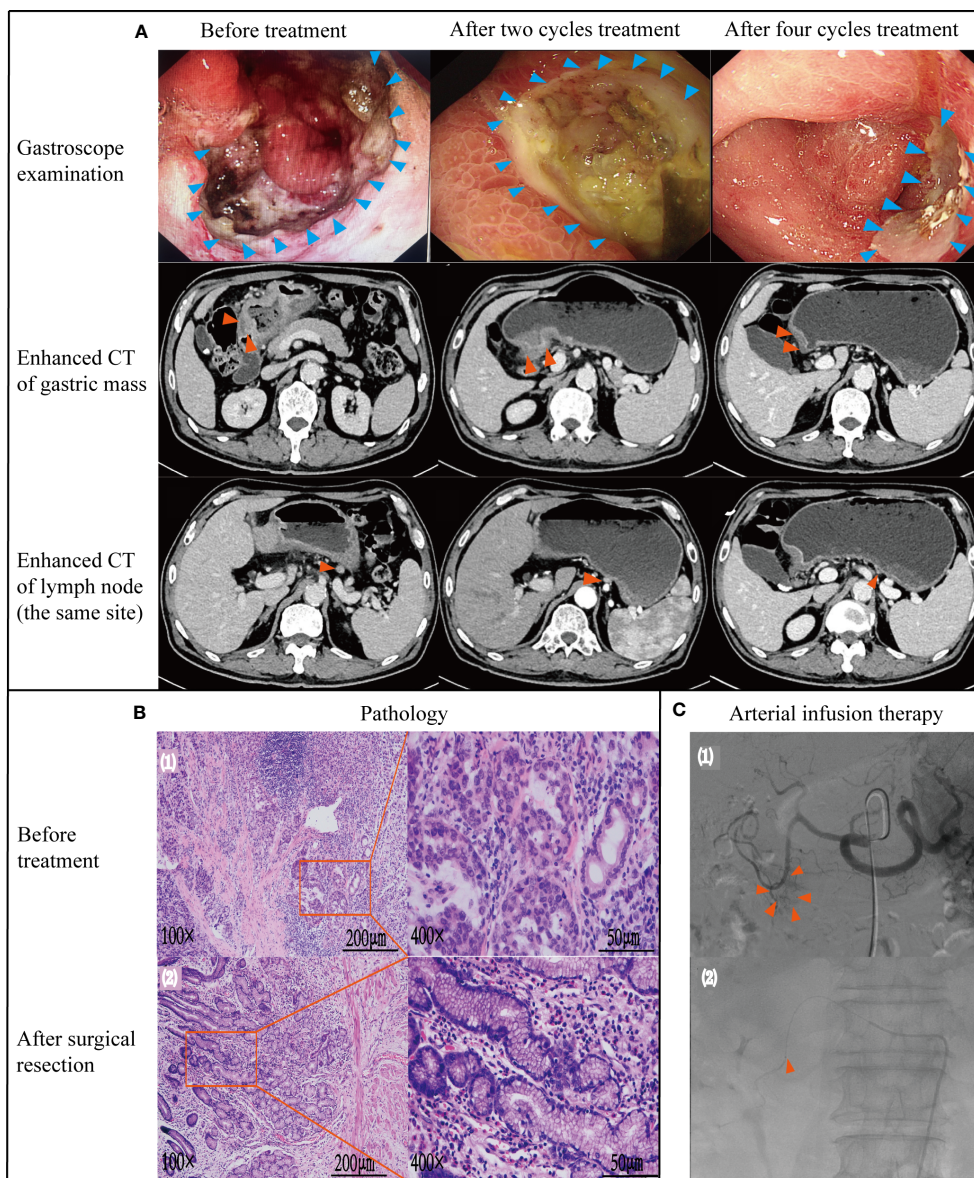 A
Before treatment
After two cycles treatment
After four cycles treatment
Gastroscope
examination
Enhanced CT
of gastric mass
Enhanced CT
of lymph node
(the same site)
B
Pathology
C
Arterial infusion therapy
Before
treatment
(1)
100×
200μm
400×
50μm
(1)
After surgical
resection
(2)
100×
200μm
400×
50μm
(2)